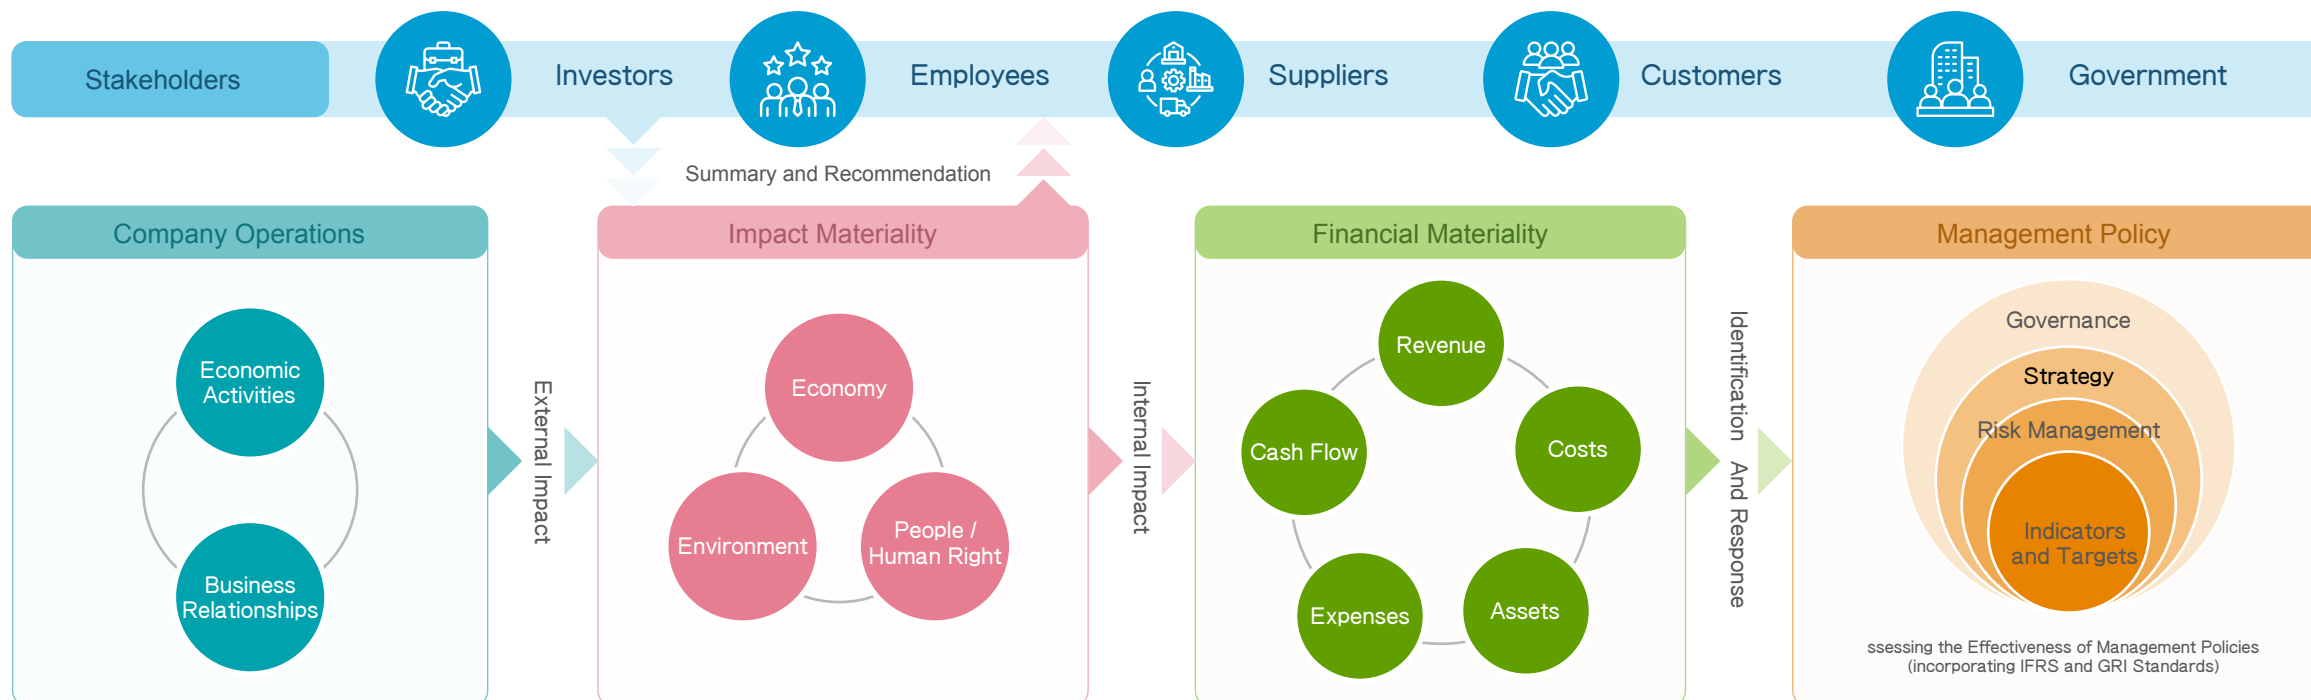 Stakeholders
Investors
Employees
Suppliers
Customers
Government
Summary and Recommendation
Company Operations
Economic
Activities
Business
Relationships
External Impact
Impact Materiality
Economy
Environment
People /
Human Right
Internal Impact
Financial Materiality
Revenue
Cash Flow
Costs
Expenses
Assets
Identification And Response
Management Policy
Governance
Strategy
Risk Management
Indicators
and Targets
ssessing the Effectiveness of Management Policies
(incorporating IFRS and GRI Standards)